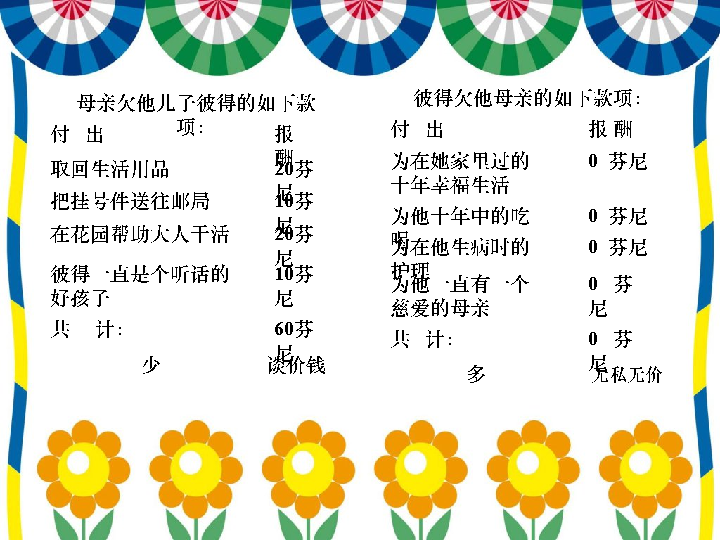 母亲欠他儿子彼得的如下款
项：
付 出
报
酬
取回生活用品
20芬
尼
把挂号件送往邮局
10芬
尼
在花园帮助大人干活
20芬
尼
彼得一直是个听话的
好孩子
10芬
尼
共 计：
60芬
尼
少
谈价钱
彼得欠他母亲的如下款项：
付 出
报 酬
为在她家里过的
十年幸福生活
0 芬尼
为他十年中的吃
喝
0 芬尼
为在他生病时的
护理
0 芬尼
为他一直有一个
慈爱的母亲
0 芬
尼
共 计：
0 芬
尼
多
无私无价